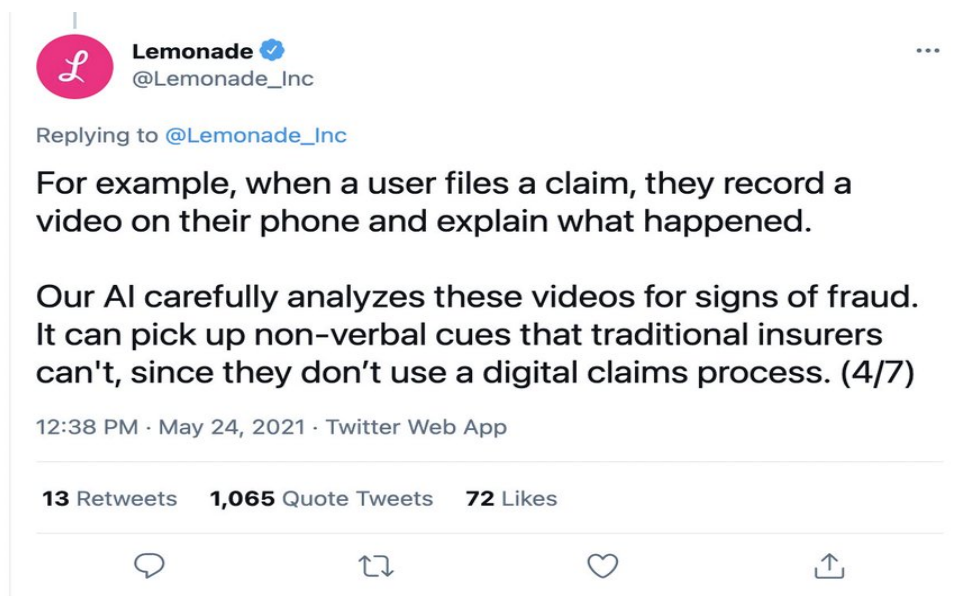 Lemonade
@Lemonade_Inc
Replying to @Lemonade_Inc
For example, when a user files a claim, they record a
video on their phone and explain what happened.
Our AI carefully analyzes these videos for signs of fraud.
It can pick up non-verbal cues that traditional insurers
can't, since they don’t use a digital claims process. (4/7)
12:38 PM · May 24, 2021 · Twitter Web App
13 Retweets 1,065 Quote Tweets 72 Likes